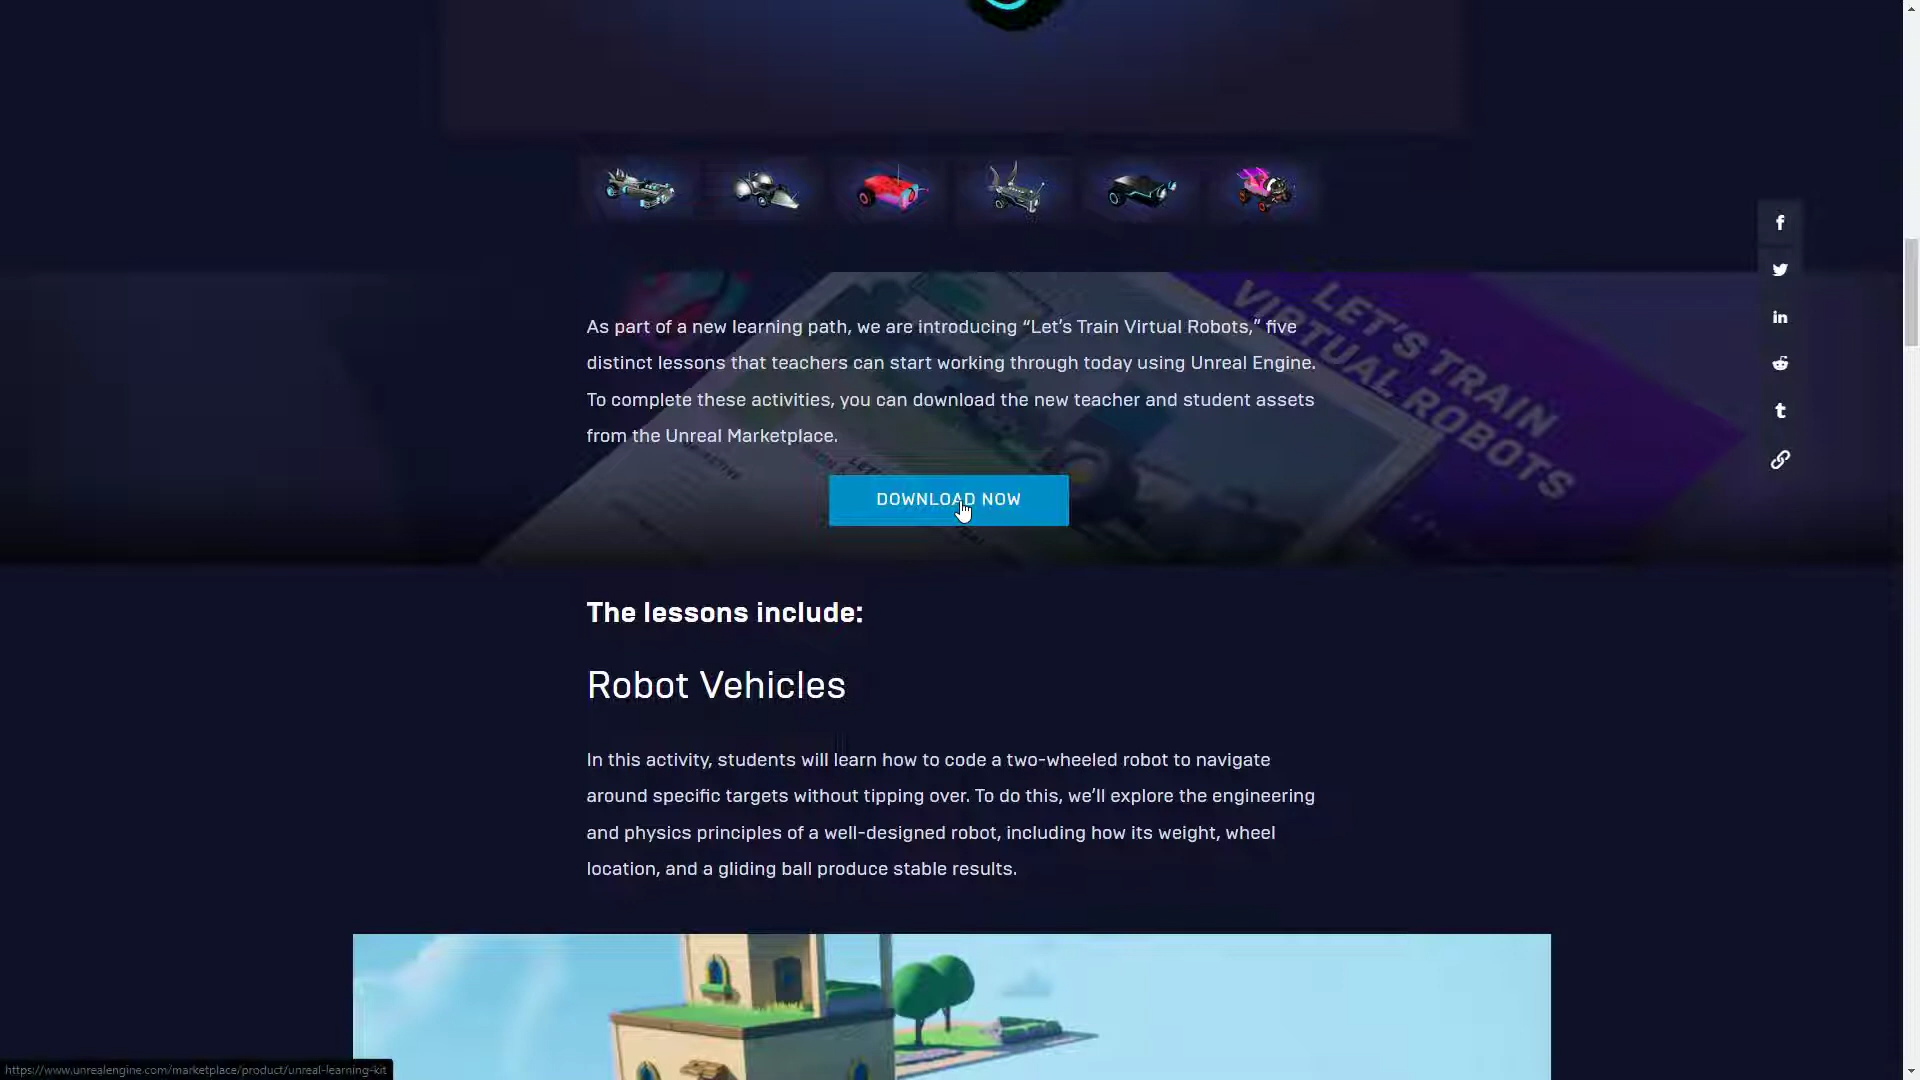 LET'S TRAIN
VIRTUAL ROBOTS
As part of a new learning path, we are introducing “Let’s Train Virtual Robots,” five
distinct lessons that teachers can start working through today using Unreal Engine.
To complete these activities, you can download the new teacher and student assets
from the Unreal Marketplace.
DOWNLOAD NOW
The lessons include:
Robot Vehicles
In this activity, students will learn how to code a two-wheeled robot to navigate
around specific targets without tipping over. To do this, we’ll explore the engineering
and physics principles of a well-designed robot, including how its weight, wheel
location, and a gliding ball produce stable results.
https://www.unrealengine.com/marketplace/product/unreal-learning-kit